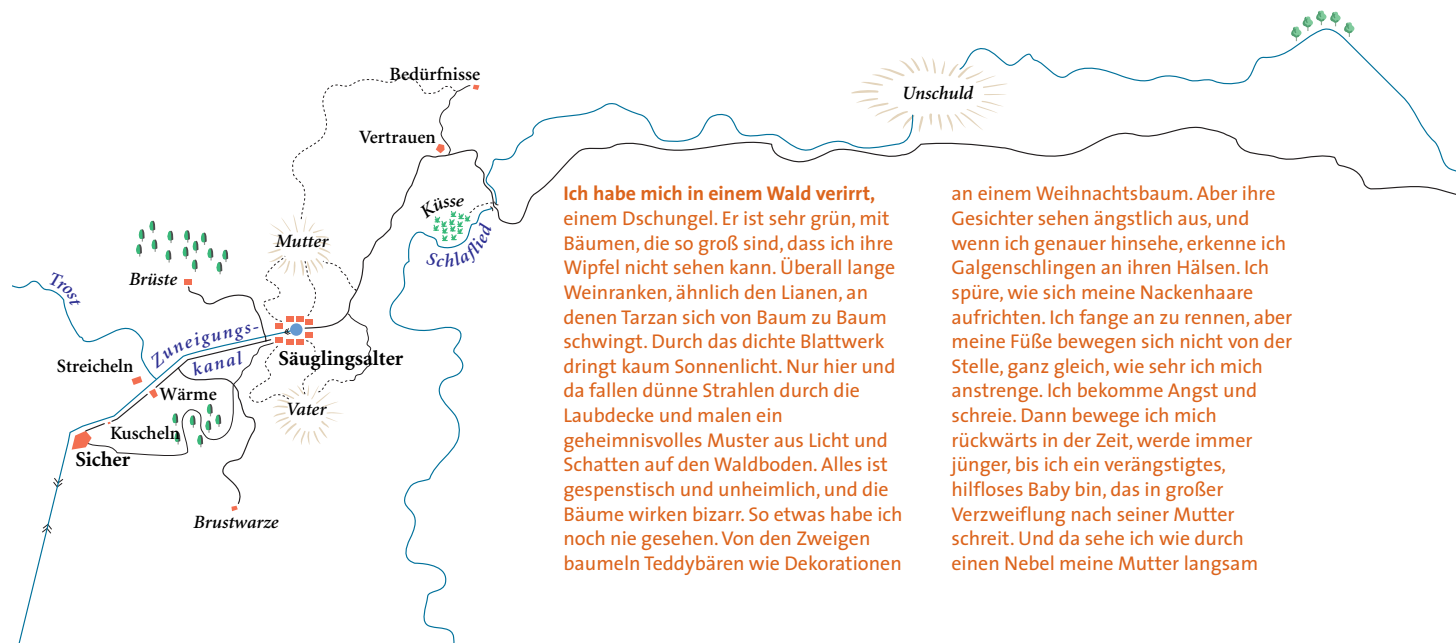 Bedürfnisse
Unschuld
Vertrauen
Küsse
Schlaflied
Mutter
Brüste
Trost
Zuneigungs-
kanal
Säuglingsalter
Streicheln
Wärme
Vater
Kuscheln
Sicher
Brustwarze
Ich habe mich in einem Wald verirrt,
einem Dschungel. Er ist sehr grün, mit
Bäumen, die so groß sind, dass ich ihre
Wipfel nicht sehen kann. Überall lange
Weinranken, ähnlich den Lianen, an
denen Tarzan sich von Baum zu Baum
schwingt. Durch das dichte Blattwerk
dringt kaum Sonnenlicht. Nur hier und
da fallen dünne Strahlen durch die
Laubdecke und malen ein
geheimnisvolles Muster aus Licht und
Schatten auf den Waldboden. Alles ist
gespenstisch und unheimlich, und die
Bäume wirken bizarr. So etwas habe ich
noch nie gesehen. Von den Zweigen
baumeln Teddybären wie Dekorationen
an einem Weihnachtsbaum. Aber ihre
Gesichter sehen ängstlich aus, und
wenn ich genauer hinsehe, erkenne ich
Galgenschlingen an ihren Hälsen. Ich
spüre, wie sich meine Nackenhaare
aufrichten. Ich fange an zu rennen, aber
meine Füße bewegen sich nicht von der
Stelle, ganz gleich, wie sehr ich mich
anstrenge. Ich bekomme Angst und
schreie. Dann bewege ich mich
rückwärts in der Zeit, werde immer
jünger, bis ich ein verängstigtes,
hilfloses Baby bin, das in großer
Verzweiflung nach seiner Mutter
schreit. Und da sehe ich wie durch
einen Nebel meine Mutter langsam